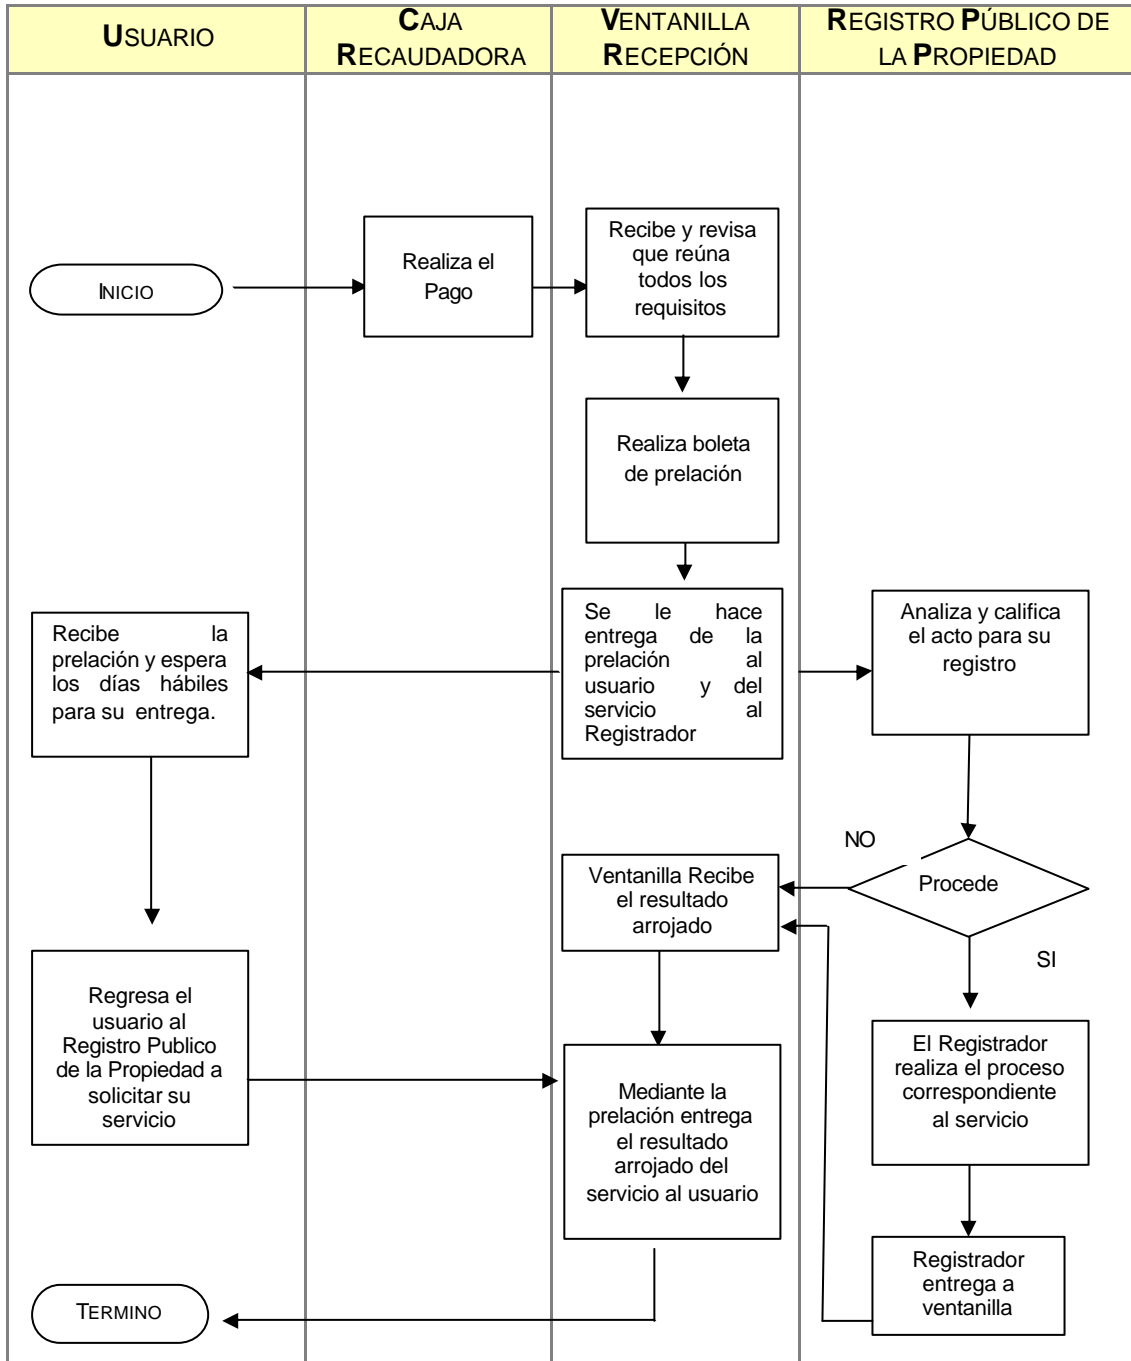 USUARIO
CAJA
RECAUDADORA
VENTANILLA
RECEPCIÓN
REGISTRO PÚBLICO DE
LA PROPIEDAD
INICIO
Realiza el
Pago
Recibe y revisa
que reúna
todos los
requisitos
Realiza boleta
de prelación
Se le hace
entrega de la
prelación al
usuario y del
servicio al
Registrador
Recibe la
prelación y espera
los días hábiles
para su entrega.
Analiza y califica
el acto para su
registro
NO
Procede
SI
Ventanilla Recibe
el resultado
arrojado
Regresa el
usuario al
Registro Publico
de la Propiedad a
solicitar su
servicio
El Registrador
realiza el proceso
correspondiente
al servicio
Mediante la
prelación entrega
el resultado
arrojado del
servicio al usuario
Registrador
entrega a
ventanilla
TERMINO